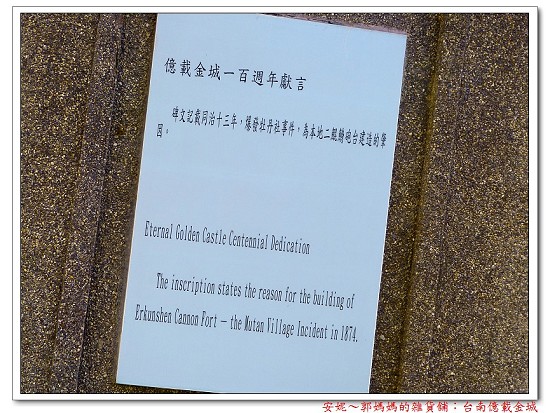 億載金城一百週年獻言
碑文記載同治十三年，爆發牡丹社事件，為本地二鯤鯓砲台建造的肇
因。
Eternal Golden Castle Centennial Dedication
The inscription states the reason for the building of
Erkunshen Cannon Fort — the Mutan Village Incident in 1874.
安妮～郭媽媽的雜貨舖：台南億載金城